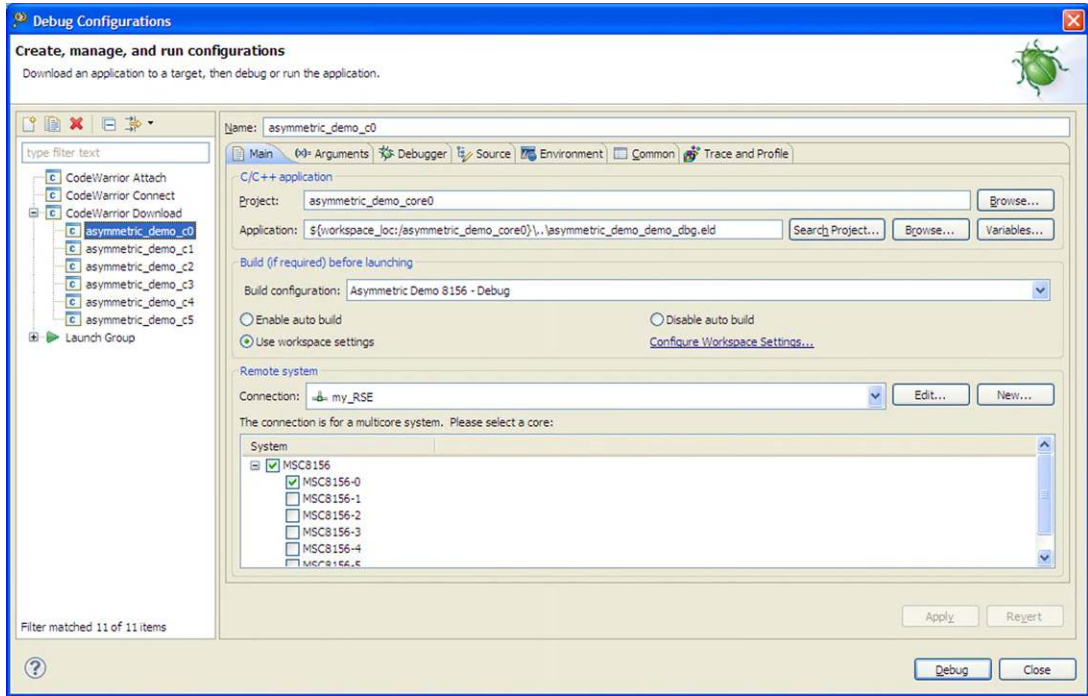 Debug Configurations
Create, manage, and run configurations
Download an application to a target, then debug or run the application.
type filter text
CodeWarrior Attach
CodeWarrior Connect
CodeWarrior Download
asymmetric_demo_c0
asymmetric_demo_c1
asymmetric_demo_c2
asymmetric_demo_c3
asymmetric_demo_c4
asymmetric_demo_c5
Launch Group
Filter matched 11 of 11 items
Name: asymmetric_demo_c0
Main (x)= Arguments Debugger Source Environment Common Trace and Profile
C/C++ application
Project: asymmetric_demo_core0 Browse...
Application: ${workspace_loc:/asymmetric_demo_core0}\..\asymmetric_demo_demo_dbg.eld Search Project... Browse... Variables...
Build (if required) before launching
Build configuration: Asymmetric Demo 8156 - Debug
Enable auto build Disable auto build
Use workspace settings Configure Workspace Settings...
Remote system
Connection: my_RSE Edit... New...
The connection is for a multicore system. Please select a core:
System
MSC8156
MSC8156-0
MSC8156-1
MSC8156-2
MSC8156-3
MSC8156-4
MSC8156-5
Apply Revert
Debug Close